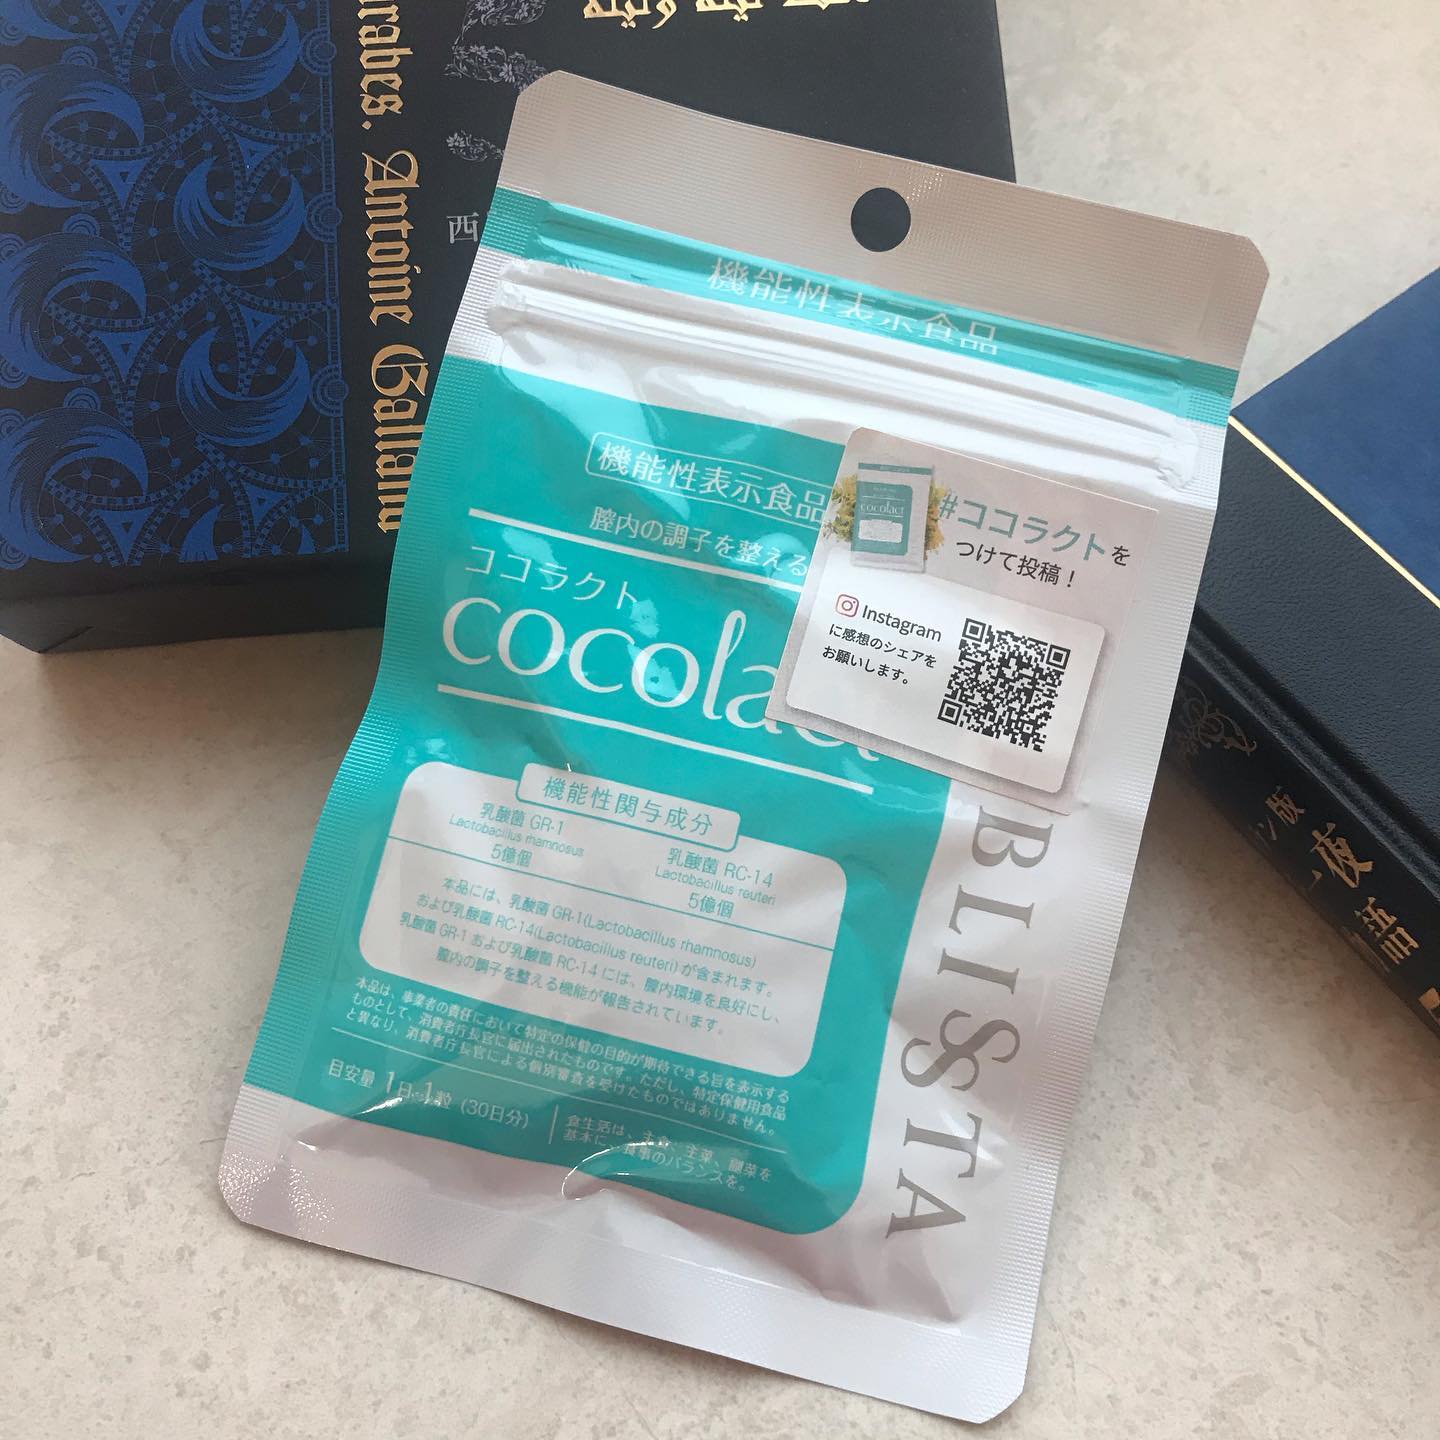 Arabes. Antoine Galland
西
機能性表示食品
機能性表示食品
膣内の調子を整える
ココラクト
cocolact
#ココラクトを
つけて投稿！
cocolact
Instagram
に感想のシェアを
お願いします。
機能性関与成分
乳酸菌 GR-1
Lactobacillus rhamnosus
5億個
乳酸菌 RC-14
Lactobacillus reuteri
5億個
本品には、乳酸菌 GR-1(Lactobacillus rhamnosus)
および乳酸菌 RC-14(Lactobacillus reuteri) が含まれます。
乳酸菌 GR-1 および乳酸菌 RC-14 には、膣内環境を良好にし、
膣内の調子を整える機能が報告されています。
本品は、事業者の責任において特定の保健の目的が期待できる旨を表示する
ものとして、消費者庁長官に届出されたものです。ただし、特定保健用食品
と異なり、消費者庁長官による個別審査を受けたものではありません。
目安量 1日1粒 (30日分)
食生活は、主食、主菜、副菜を
基本に、食事のバランスを。
BLISSTA
ン版
一夜
語